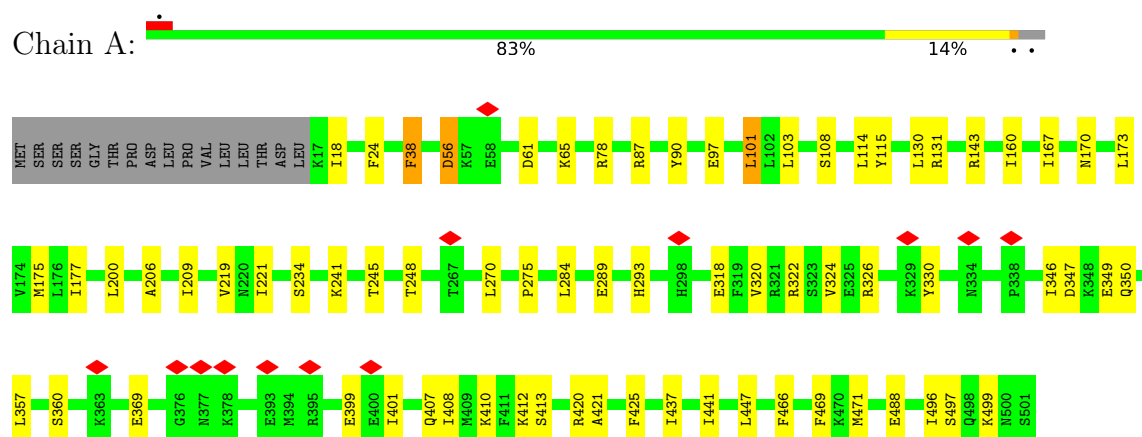 Chain A:
83% 14%
MET SER SER SER GLY THR PRO ASP LEU PRO VAL LEU LEU THR ASP LEU K17 I18 F24 F38 D56 K57 E58 D61 K65 R78 R87 Y90 E97 L101 L102 L103 S108 L114 Y115 L130 R131 R143 I160 I167 N170 L173
V174 M175 L176 I177 L200 A206 I209 V219 N220 I221 S234 K241 T245 T248 T267 L270 P275 L284 E289 H293 H298 E318 F319 V320 R321 R322 S323 V324 E325 R326 K329 Y330 N334 P338 I346 D347 K348 E349 Q350
L357 S360 K363 E369 G376 N377 K378 E393 M394 R395 E399 E400 I401 Q407 I408 M409 K410 F411 K412 S413 R420 A421 F425 I437 I441 L447 F466 F469 K470 M471 E488 I496 S497 Q498 K499 N500 S501